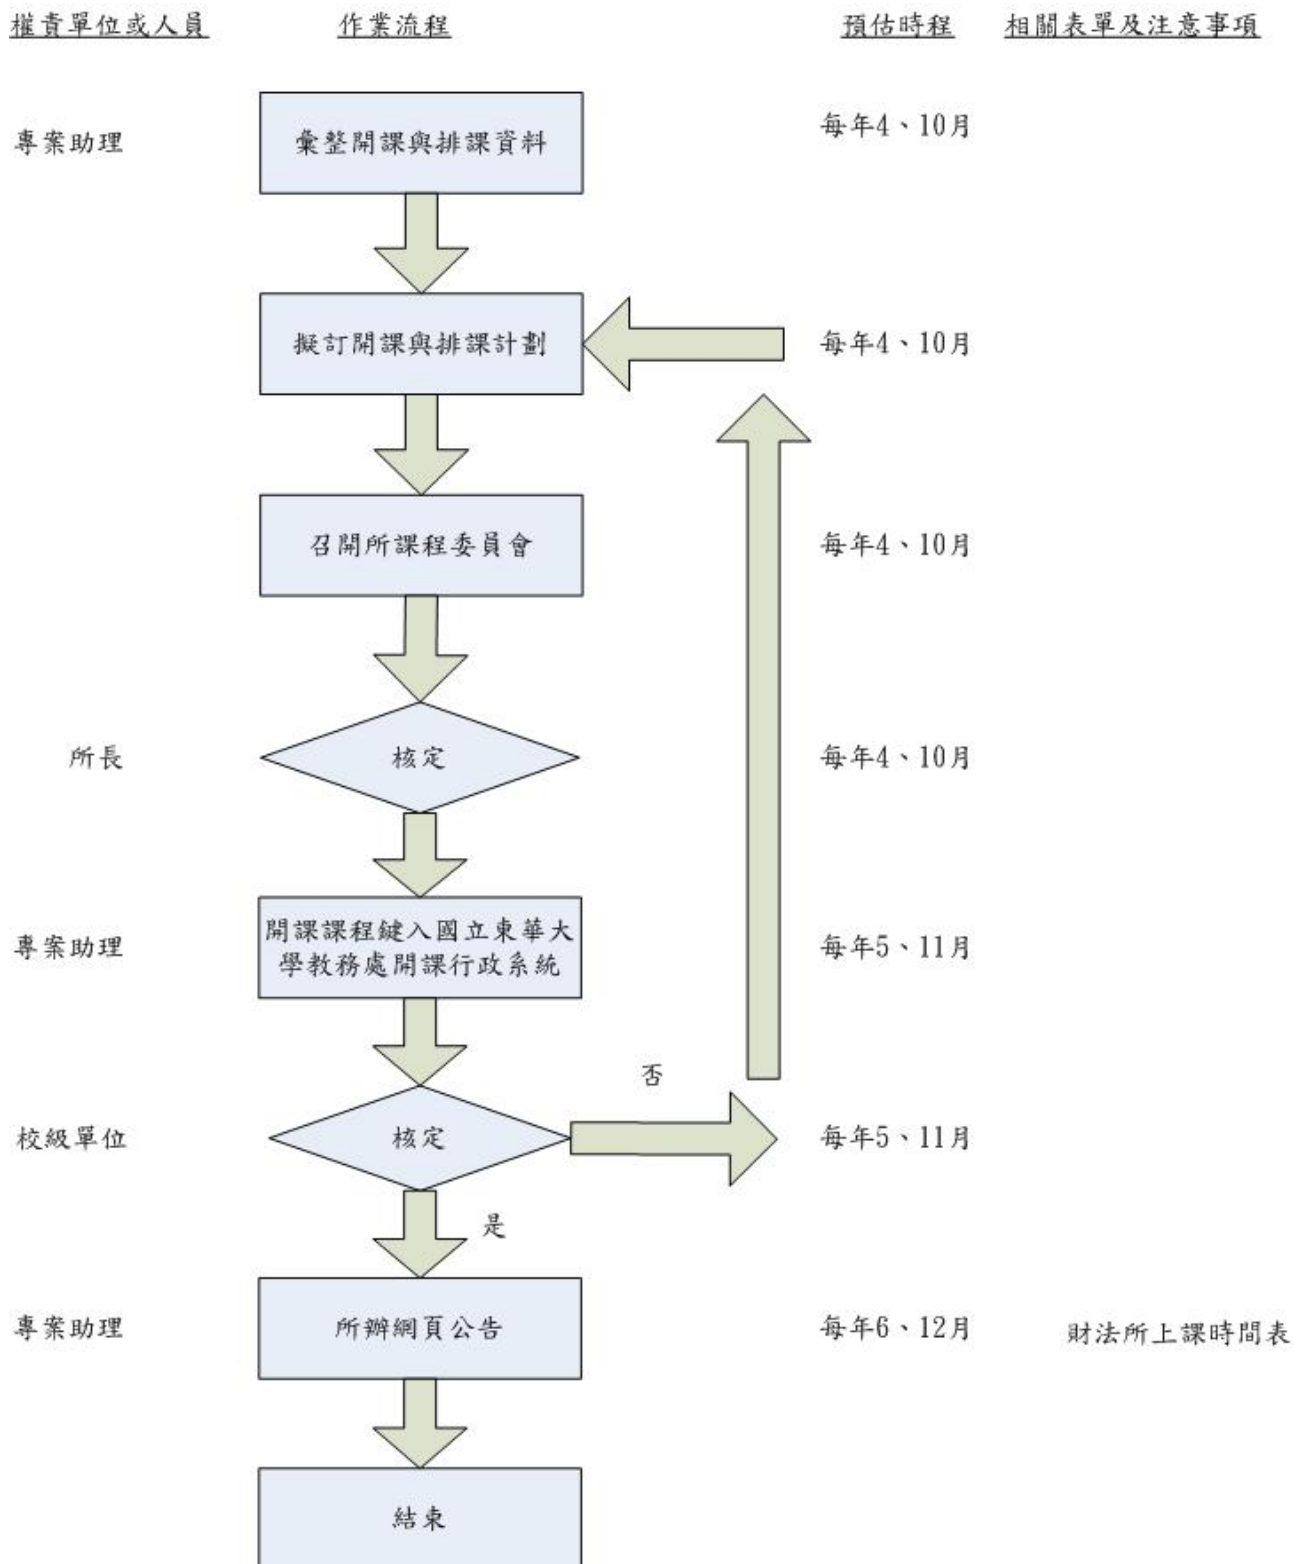 權責單位或人員 作業流程 預估時程 相關表單及注意事項
專案助理 彙整開課與排課資料 每年4、10月
擬訂開課與排課計劃 每年4、10月
召開所課程委員會 每年4、10月
所長 核定 每年4、10月
專案助理 開課課程鍵入國立東華大 每年5、11月
學教務處開課行政系統
否
校級單位 核定 每年5、11月
是
專案助理 所辦網頁公告 每年6、12月 財法所上課時間表
結束